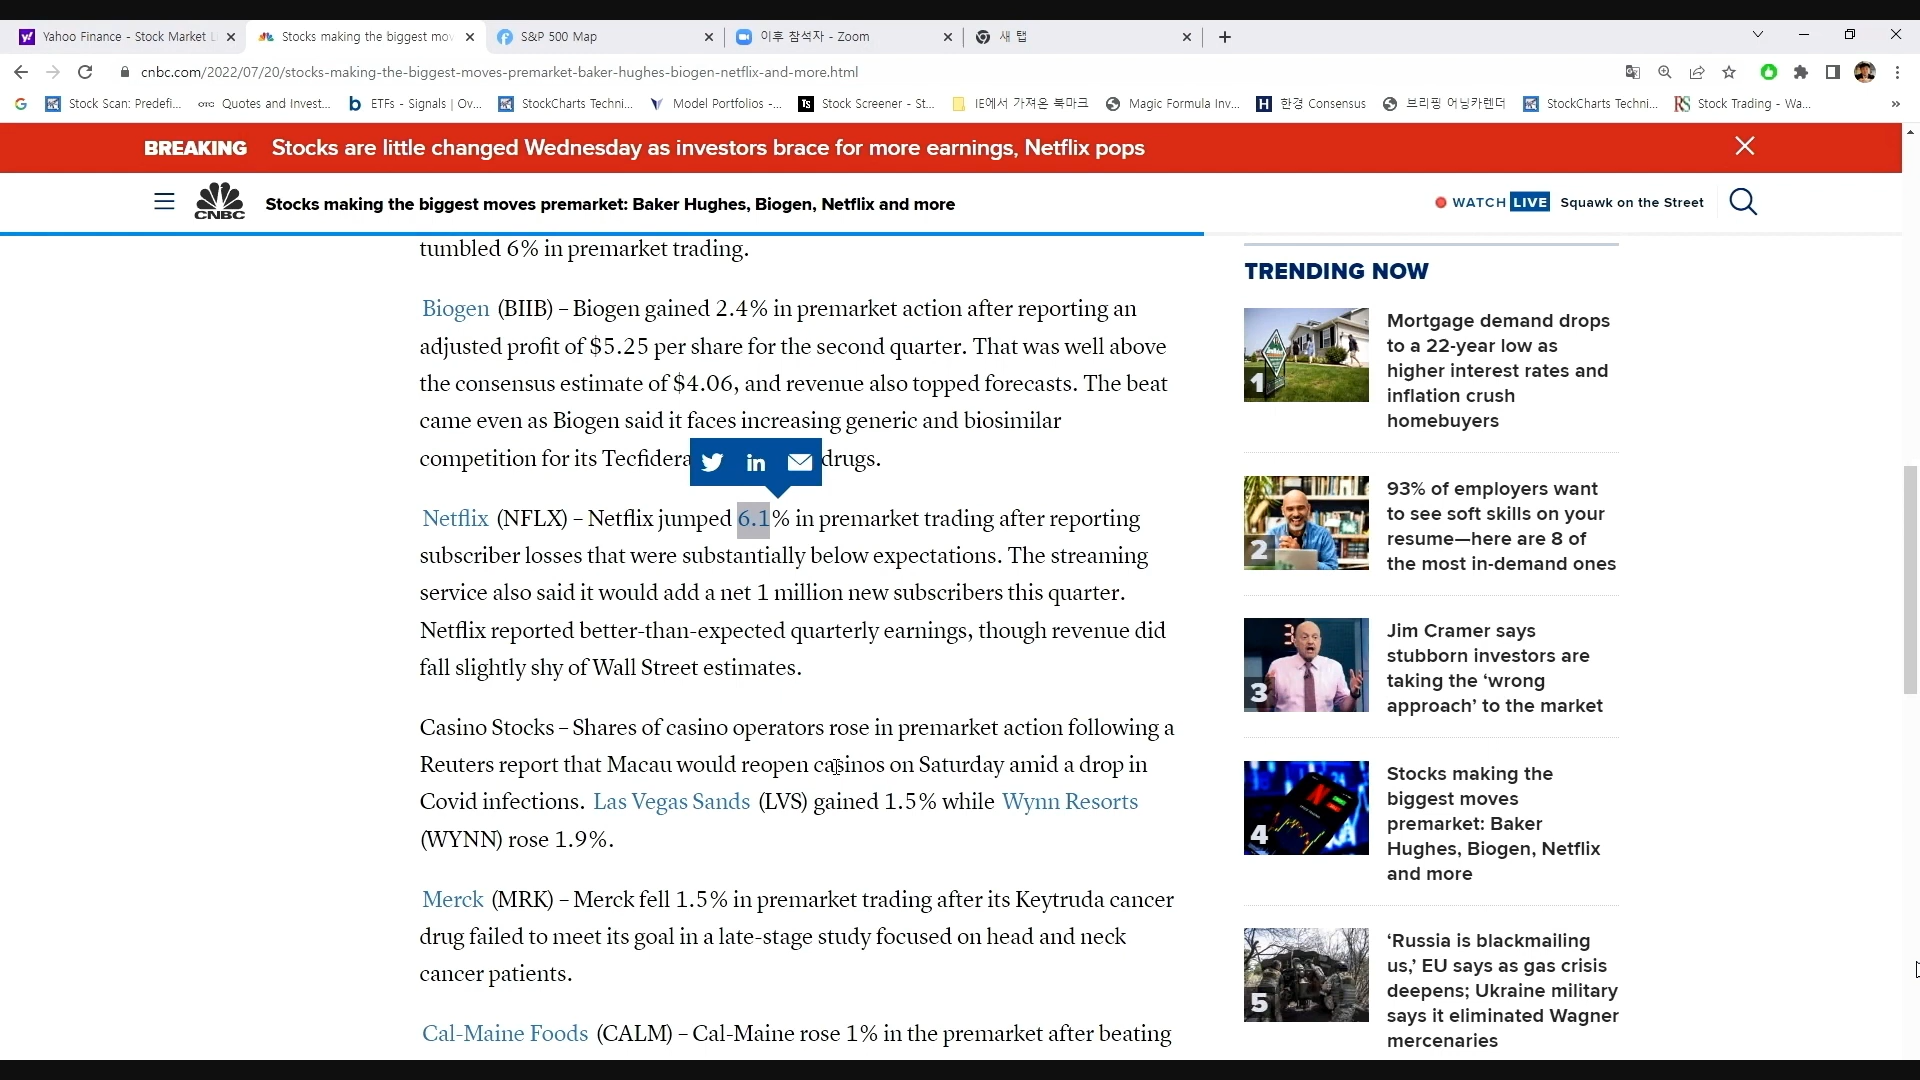 Yahoo Finance - Stock Market L
Stocks making the biggest mov
S&P 500 Map
이후 참석자 - Zoom
새 탭
cnbc.com/2022/07/20/stocks-making-the-biggest-moves-premarket-baker-hughes-biogen-netflix-and-more.html
Stock Scan: Predefi...
Quotes and Invest...
ETFs - Signals | Ov...
StockCharts Techni...
Model Portfolios -...
Stock Screener - St...
IE에서 가져온 북마크
Magic Formula Inv...
한경 Consensus
브리핑 어닝카렌더
StockCharts Techni...
Stock Trading - Wa...
BREAKING Stocks are little changed Wednesday as investors brace for more earnings, Netflix pops
CNBC
Stocks making the biggest moves premarket: Baker Hughes, Biogen, Netflix and more
WATCH LIVE Squawk on the Street
tumbled 6% in premarket trading.
Biogen (BIIB) – Biogen gained 2.4% in premarket action after reporting an
adjusted profit of $5.25 per share for the second quarter. That was well above
the consensus estimate of $4.06, and revenue also topped forecasts. The beat
came even as Biogen said it faces increasing generic and biosimilar
competition for its Tecfidera drugs.
Netflix (NFLX) – Netflix jumped 6.1% in premarket trading after reporting
subscriber losses that were substantially below expectations. The streaming
service also said it would add a net 1 million new subscribers this quarter.
Netflix reported better-than-expected quarterly earnings, though revenue did
fall slightly shy of Wall Street estimates.
Casino Stocks – Shares of casino operators rose in premarket action following a
Reuters report that Macau would reopen casinos on Saturday amid a drop in
Covid infections. Las Vegas Sands (LVS) gained 1.5% while Wynn Resorts
(WYNN) rose 1.9%.
Merck (MRK) – Merck fell 1.5% in premarket trading after its Keytruda cancer
drug failed to meet its goal in a late-stage study focused on head and neck
cancer patients.
Cal-Maine Foods (CALM) – Cal-Maine rose 1% in the premarket after beating
TRENDING NOW
1
Mortgage demand drops
to a 22-year low as
higher interest rates and
inflation crush
homebuyers
2
93% of employers want
to see soft skills on your
resume—here are 8 of
the most in-demand ones
3
Jim Cramer says
stubborn investors are
taking the ‘wrong
approach’ to the market
4
Stocks making the
biggest moves
premarket: Baker
Hughes, Biogen, Netflix
and more
5
‘Russia is blackmailing
us,’ EU says as gas crisis
deepens; Ukraine military
says it eliminated Wagner
mercenaries